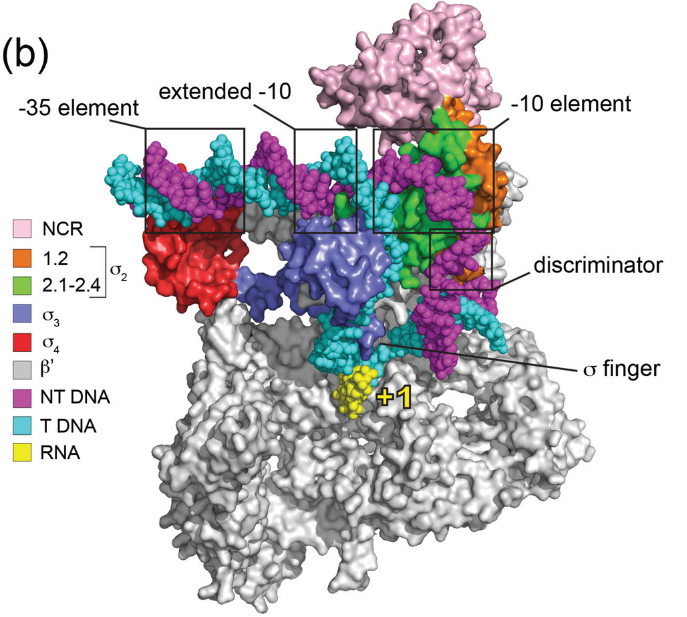 (b)
extended -10
-35 element
-10 element
NCR
1.2
2.1-2.4
σ2
σ3
σ4
β'
NT DNA
T DNA
RNA
discriminator
σ finger
+1